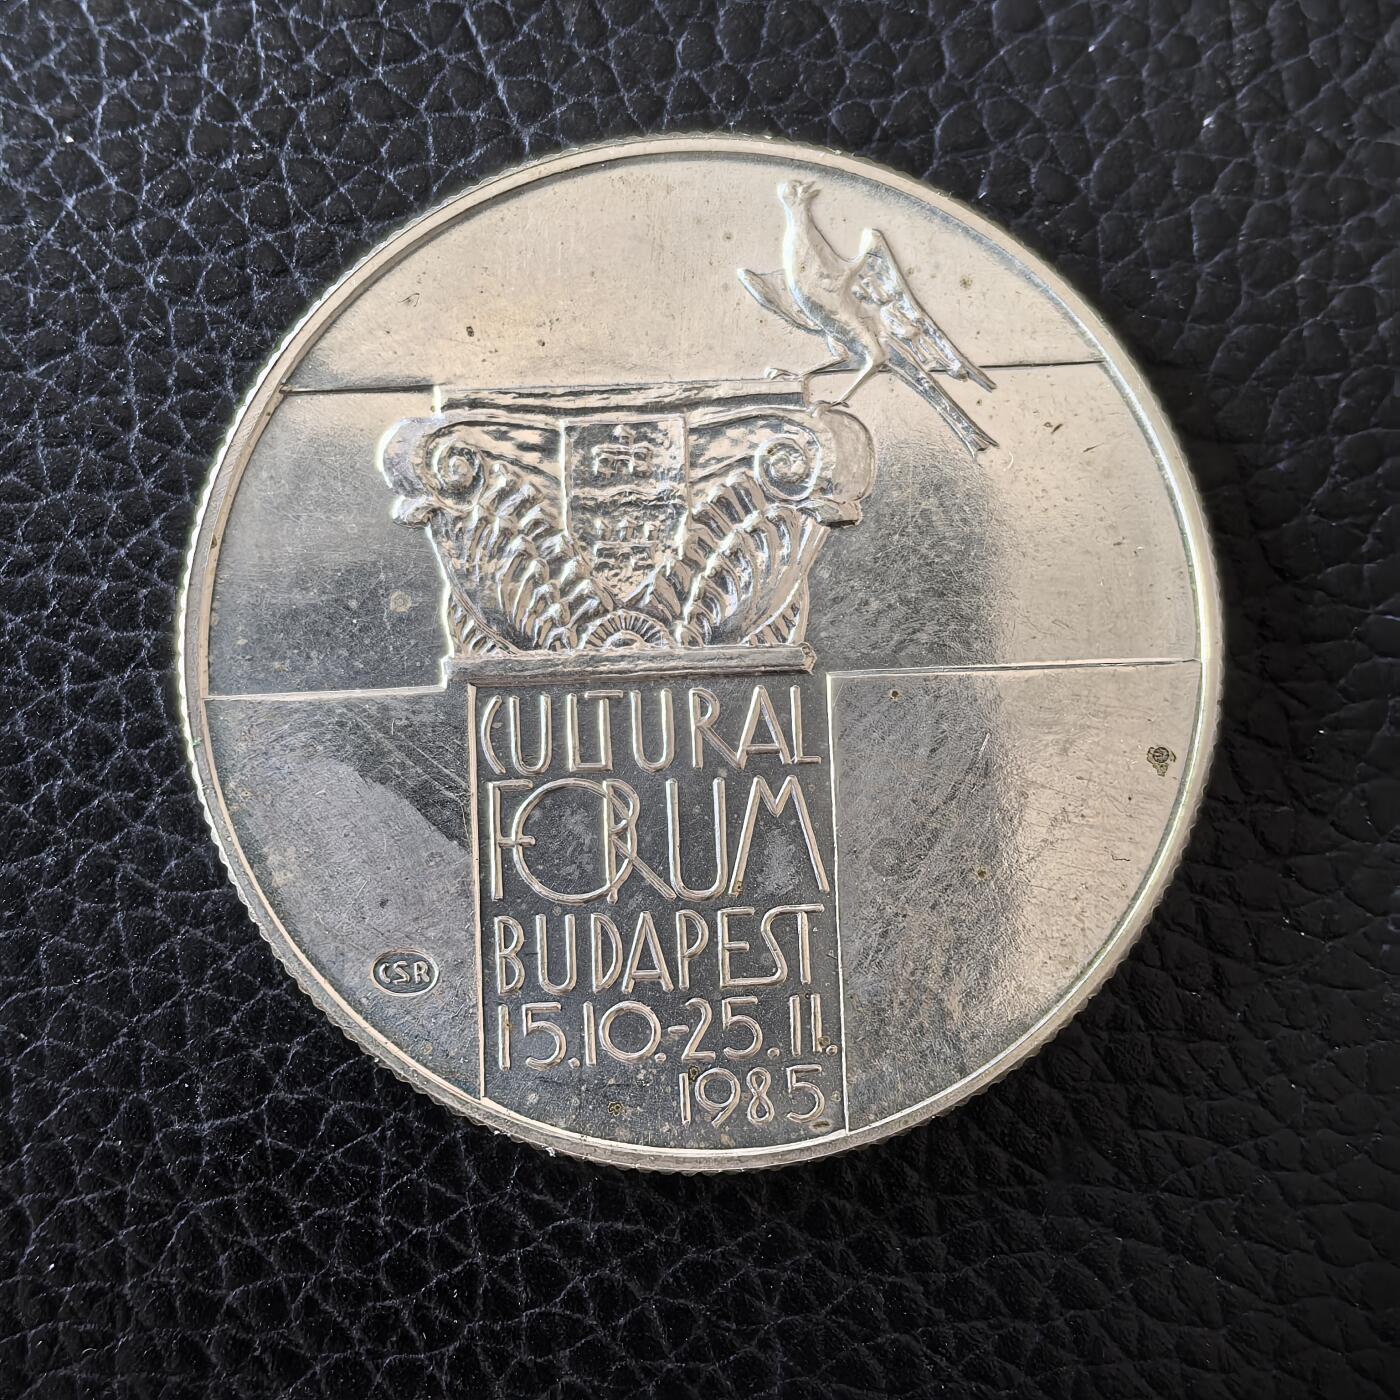 CULTURAL
FORUM
BUDAPEST
15.10.-25.11.
1985
CSR